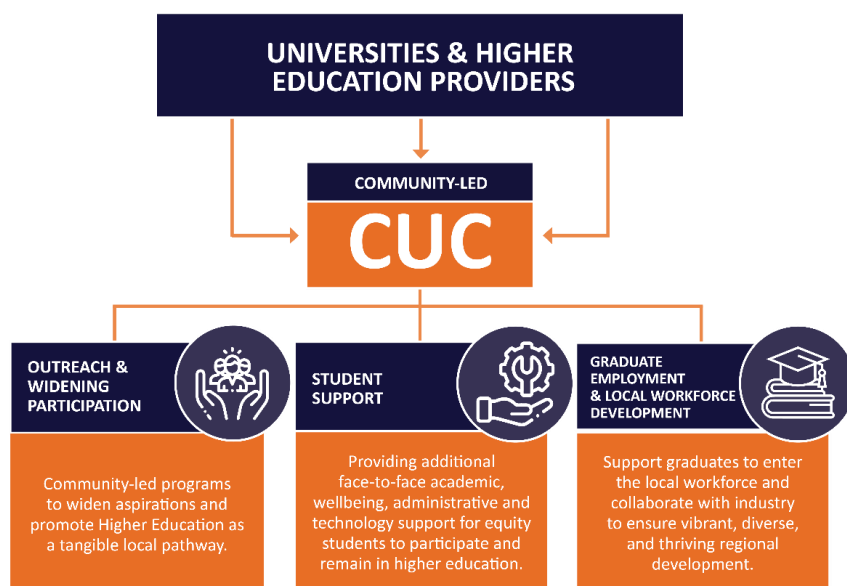 UNIVERSITIES & HIGHER
EDUCATION PROVIDERS
COMMUNITY-LED
CUC
OUTREACH &
WIDENING
PARTICIPATION
Community-led programs
to widen aspirations and
promote Higher Education as
a tangible local pathway.
STUDENT
SUPPORT
Providing additional
face-to-face academic,
wellbeing, administrative and
technology support for equity
students to participate and
remain in higher education.
GRADUATE
EMPLOYMENT
& LOCAL WORKFORCE
DEVELOPMENT
Support graduates to enter
the local workforce and
collaborate with industry
to ensure vibrant, diverse,
and thriving regional
development.